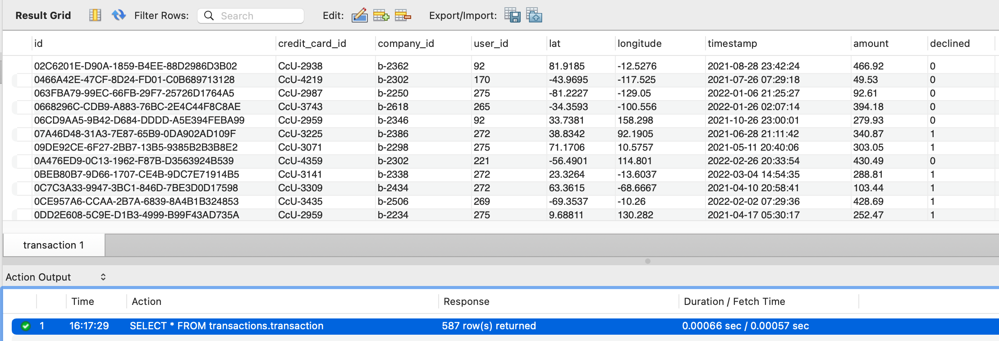 Result Grid Filter Rows: Search Edit: Export/Import:
id credit_card_id company_id user_id lat longitude timestamp amount declined
02C6201E-D90A-1859-B4EE-88D2986D3B02 CcU-2938 b-2362 92 81.9185 -12.5276 2021-08-28 23:42:24 466.92 0
0466A42E-47CF-8D24-FD01-C0B689713128 CcU-4219 b-2302 170 -43.9695 -117.525 2021-07-26 07:29:18 49.53 0
063FBA79-99EC-66FB-29F7-25726D1764A5 CcU-2987 b-2250 275 -81.2227 -129.05 2022-01-06 21:25:27 92.61 0
0668296C-CDB9-A883-76BC-2E4C44F8C8AE CcU-3743 b-2618 265 -34.3593 -100.556 2022-01-26 02:07:14 394.18 0
06CD9AA5-9B42-D684-DDDD-A5E394FEBA99 CcU-2959 b-2346 92 33.7381 158.298 2021-10-26 23:00:01 279.93 0
07A46D48-31A3-7E87-65B9-0DA902AD109F CcU-3225 b-2386 272 38.8342 92.1905 2021-06-28 21:11:42 340.87 1
09DE92CE-6F27-2BB7-13B5-9385B2B3B8E2 CcU-3071 b-2298 275 71.1706 10.5757 2021-05-11 20:40:06 303.05 1
0A476ED9-0C13-1962-F87B-D3563924B539 CcU-4359 b-2302 221 -56.4901 114.801 2022-02-26 20:33:54 430.49 0
0BEB80B7-9D66-1707-CE4B-9DC7E71914B5 CcU-3141 b-2338 272 23.3264 -13.6037 2022-03-04 14:54:35 288.81 1
0C7C3A33-9947-3BC1-846D-7BE3D0D17598 CcU-3309 b-2434 272 63.3615 -68.6667 2021-04-10 20:58:41 103.44 1
0CE957A6-CCAA-2B7A-6839-8A4B1B324853 CcU-3435 b-2506 269 -69.3537 -10.26 2022-02-02 07:29:36 428.69 1
0DD2E608-5C9E-D1B3-4999-B99F43AD735A CcU-2959 b-2234 275 9.68811 130.282 2021-04-17 05:30:17 252.47 1
transaction 1
Action Output
Time Action Response Duration / Fetch Time
1 16:17:29 SELECT * FROM transactions.transaction 587 row(s) returned 0.00066 sec / 0.00057 sec